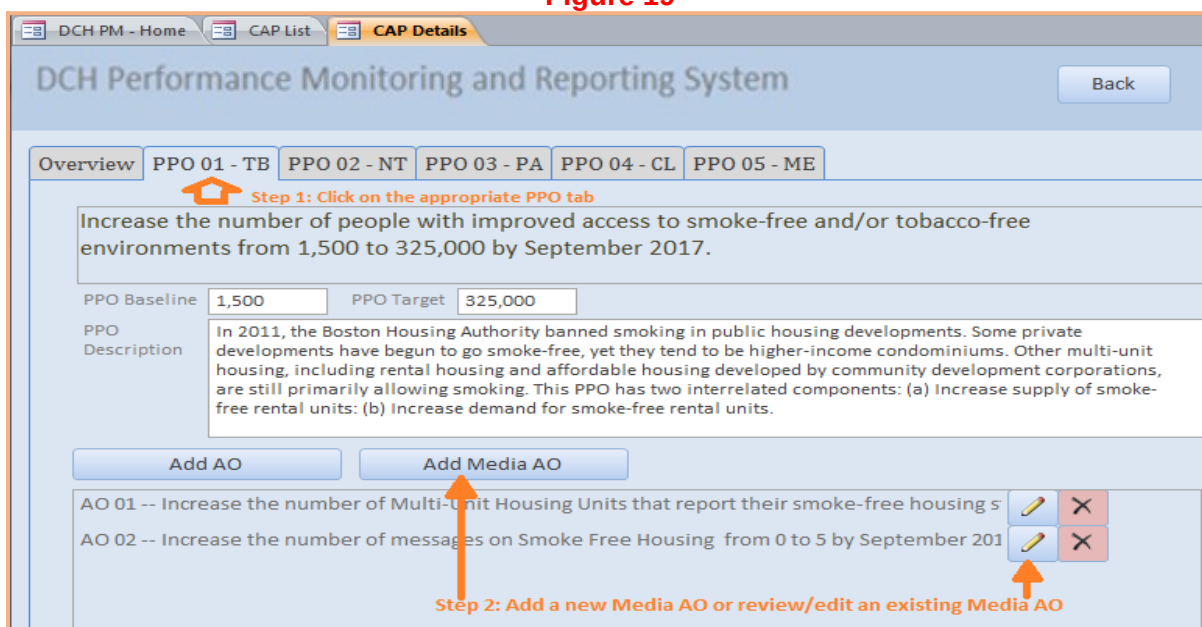 DCH PM - Home CAP List CAP Details
DCH Performance Monitoring and Reporting System Back
Overview PPO 01 - TB PPO 02 - NT PPO 03 - PA PPO 04 - CL PPO 05 - ME
Step 1: Click on the appropriate PPO tab
Increase the number of people with improved access to smoke-free and/or tobacco-free
environments from 1,500 to 325,000 by September 2017.
PPO Baseline 1,500 PPO Target 325,000
PPO
Description
In 2011, the Boston Housing Authority banned smoking in public housing developments. Some private
developments have begun to go smoke-free, yet they tend to be higher-income condominiums. Other multi-unit
housing, including rental housing and affordable housing developed by community development corporations,
are still primarily allowing smoking. This PPO has two interrelated components: (a) Increase supply of smoke-
free rental units: (b) Increase demand for smoke-free rental units.
Add AO Add Media AO
AO 01 -- Increase the number of Multi-Unit Housing Units that report their smoke-free housing s
AO 02 -- Increase the number of messages on Smoke Free Housing from 0 to 5 by September 201
Step 2: Add a new Media AO or review/edit an existing Media AO